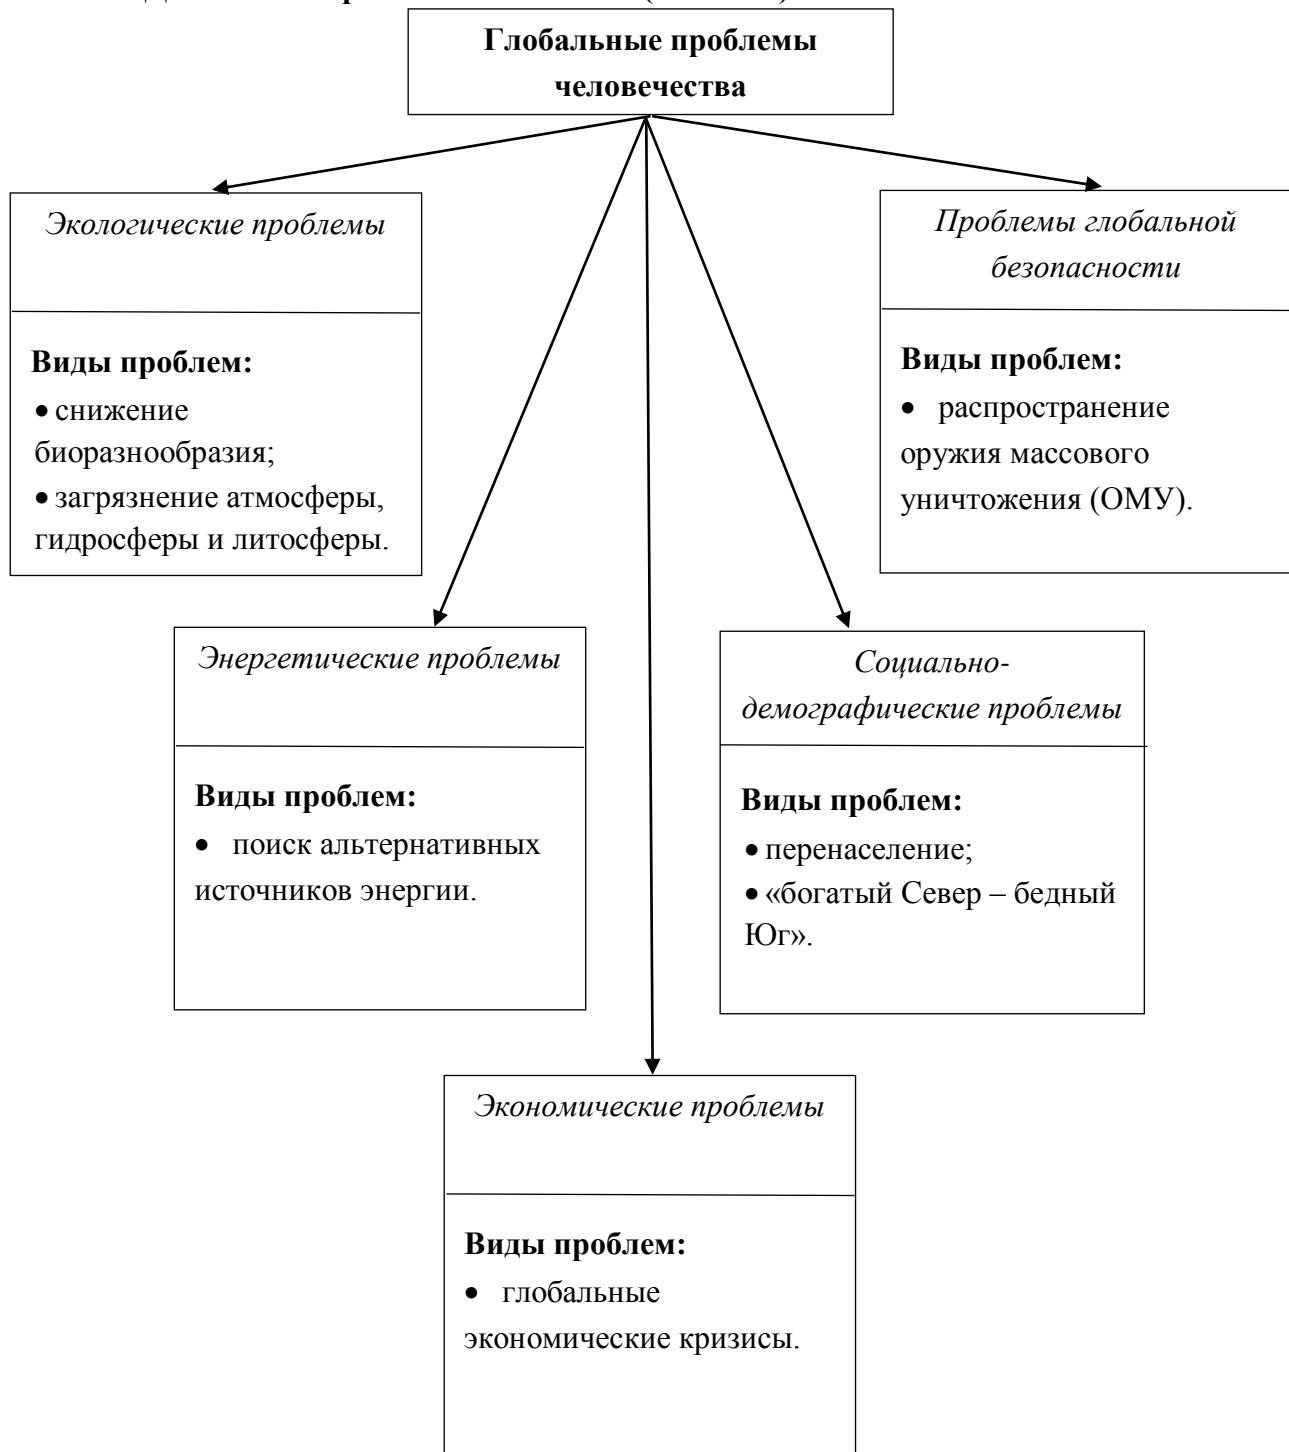 Глобальные проблемы
человечества
Экологические проблемы
Виды проблем:
• снижение
биоразнообразия;
• загрязнение атмосферы,
гидросферы и литосферы.
Проблемы глобальной
безопасности
Виды проблем:
• распространение
оружия массового
уничтожения (ОМУ).
Энергетические проблемы
Виды проблем:
• поиск альтернативных
источников энергии.
Социально-
демографические проблемы
Виды проблем:
• перенаселение;
• «богатый Север – бедный
Юг».
Экономические проблемы
Виды проблем:
• глобальные
экономические кризисы.